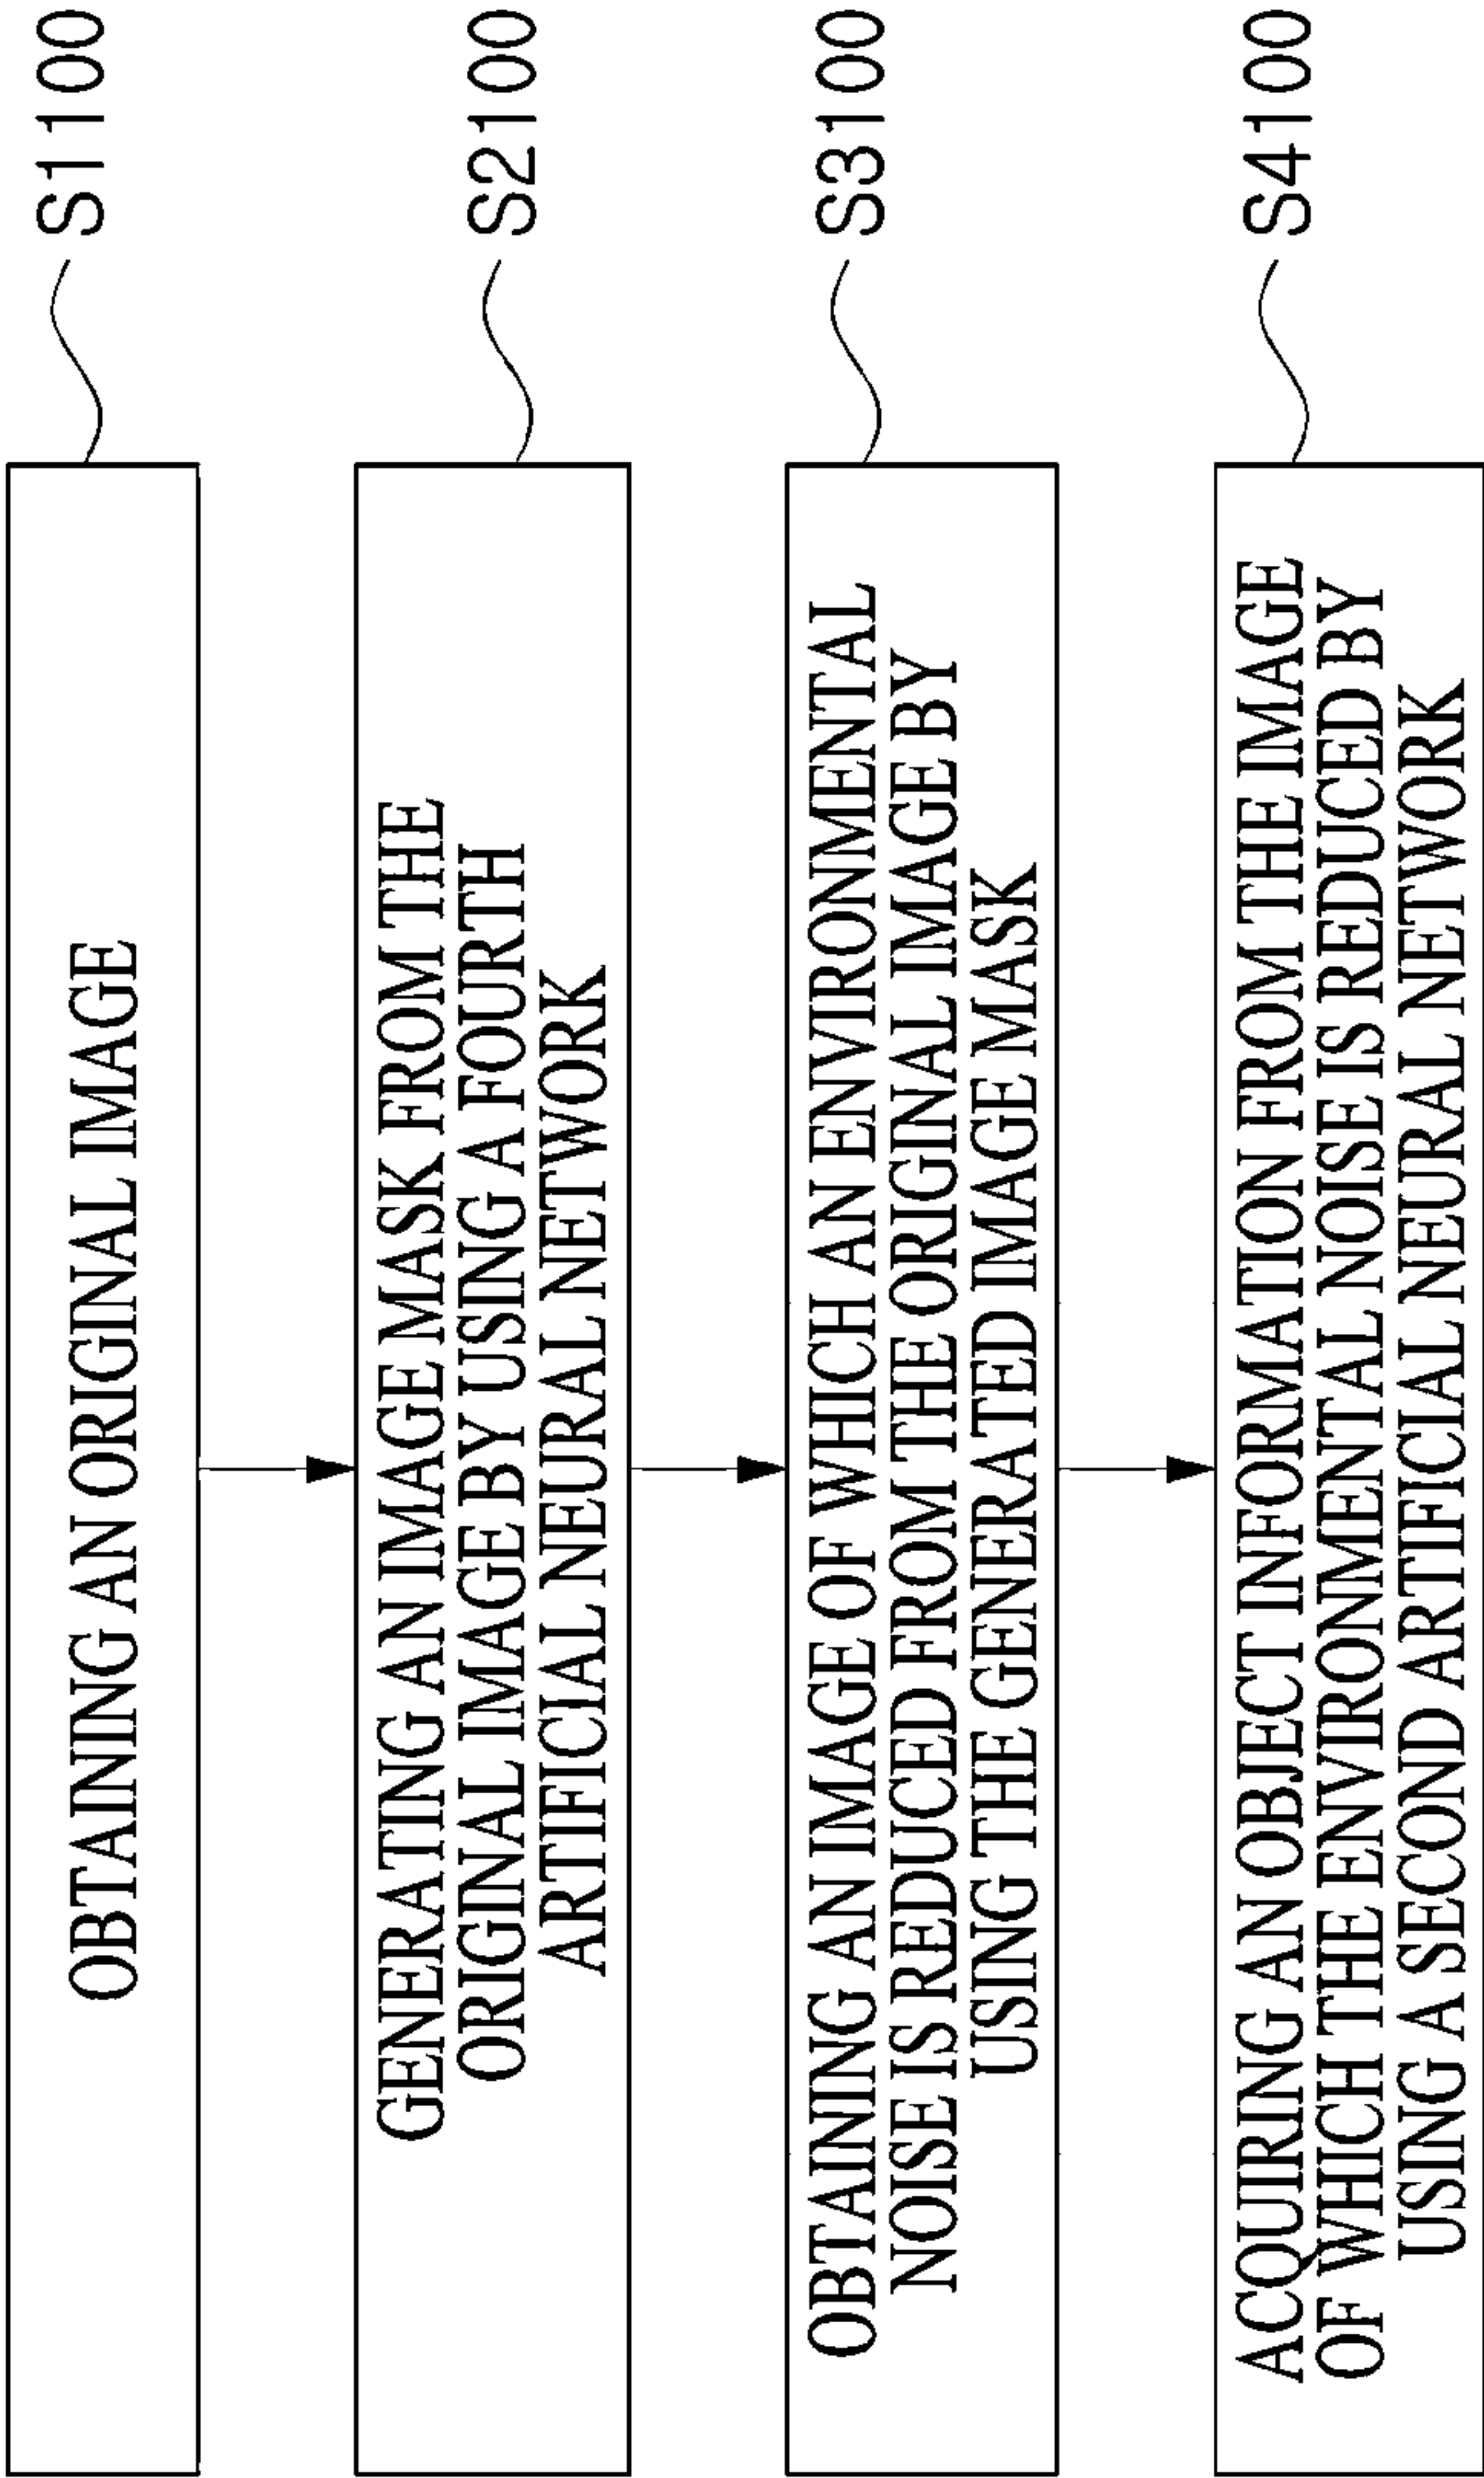 OBTAINING AN ORIGINAL IMAGE
S1100
GENERATING AN IMAGE MASK FROM THE
ORIGINAL IMAGE BY USING A FOURTH
ARTIFICIAL NEURAL NETWORK
S2100
OBTAINING AN IMAGE OF WHICH AN ENVIRONMENTAL
NOISE IS REDUCED FROM THE ORIGINAL IMAGE BY
USING THE GENERATED IMAGE MASK
S3100
ACQUIRING AN OBJECT INFORMATION FROM THE IMAGE
OF WHICH THE ENVIRONMENTAL NOISE IS REDUCED BY
USING A SECOND ARTIFICIAL NEURAL NETWORK
S4100